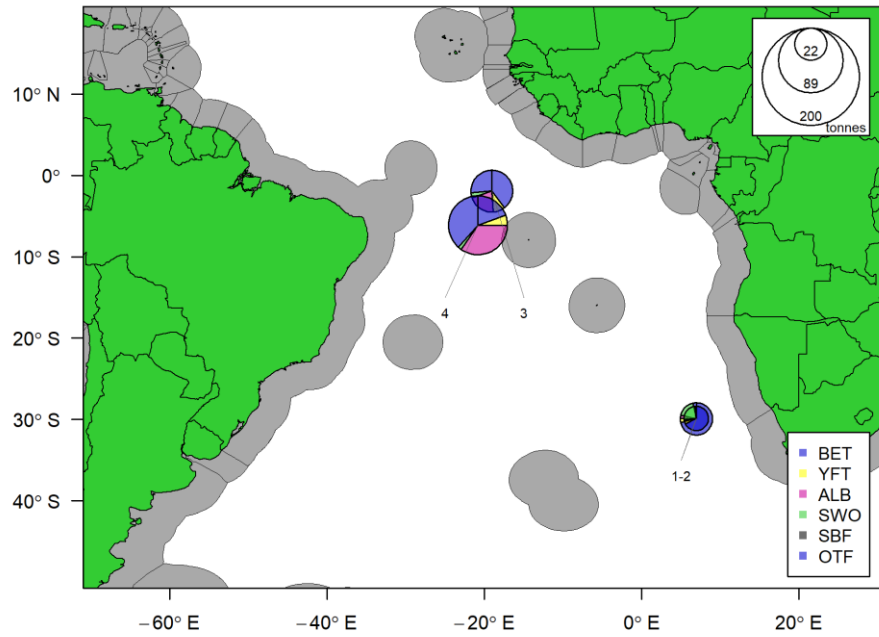 22
89
200
tonnes
10° N
0°
10° S
20° S
30° S
40° S
4
3
1-2
BET
YFT
ALB
SWO
SBF
OTF
−60° E
−40° E
−20° E
0° E
20° E